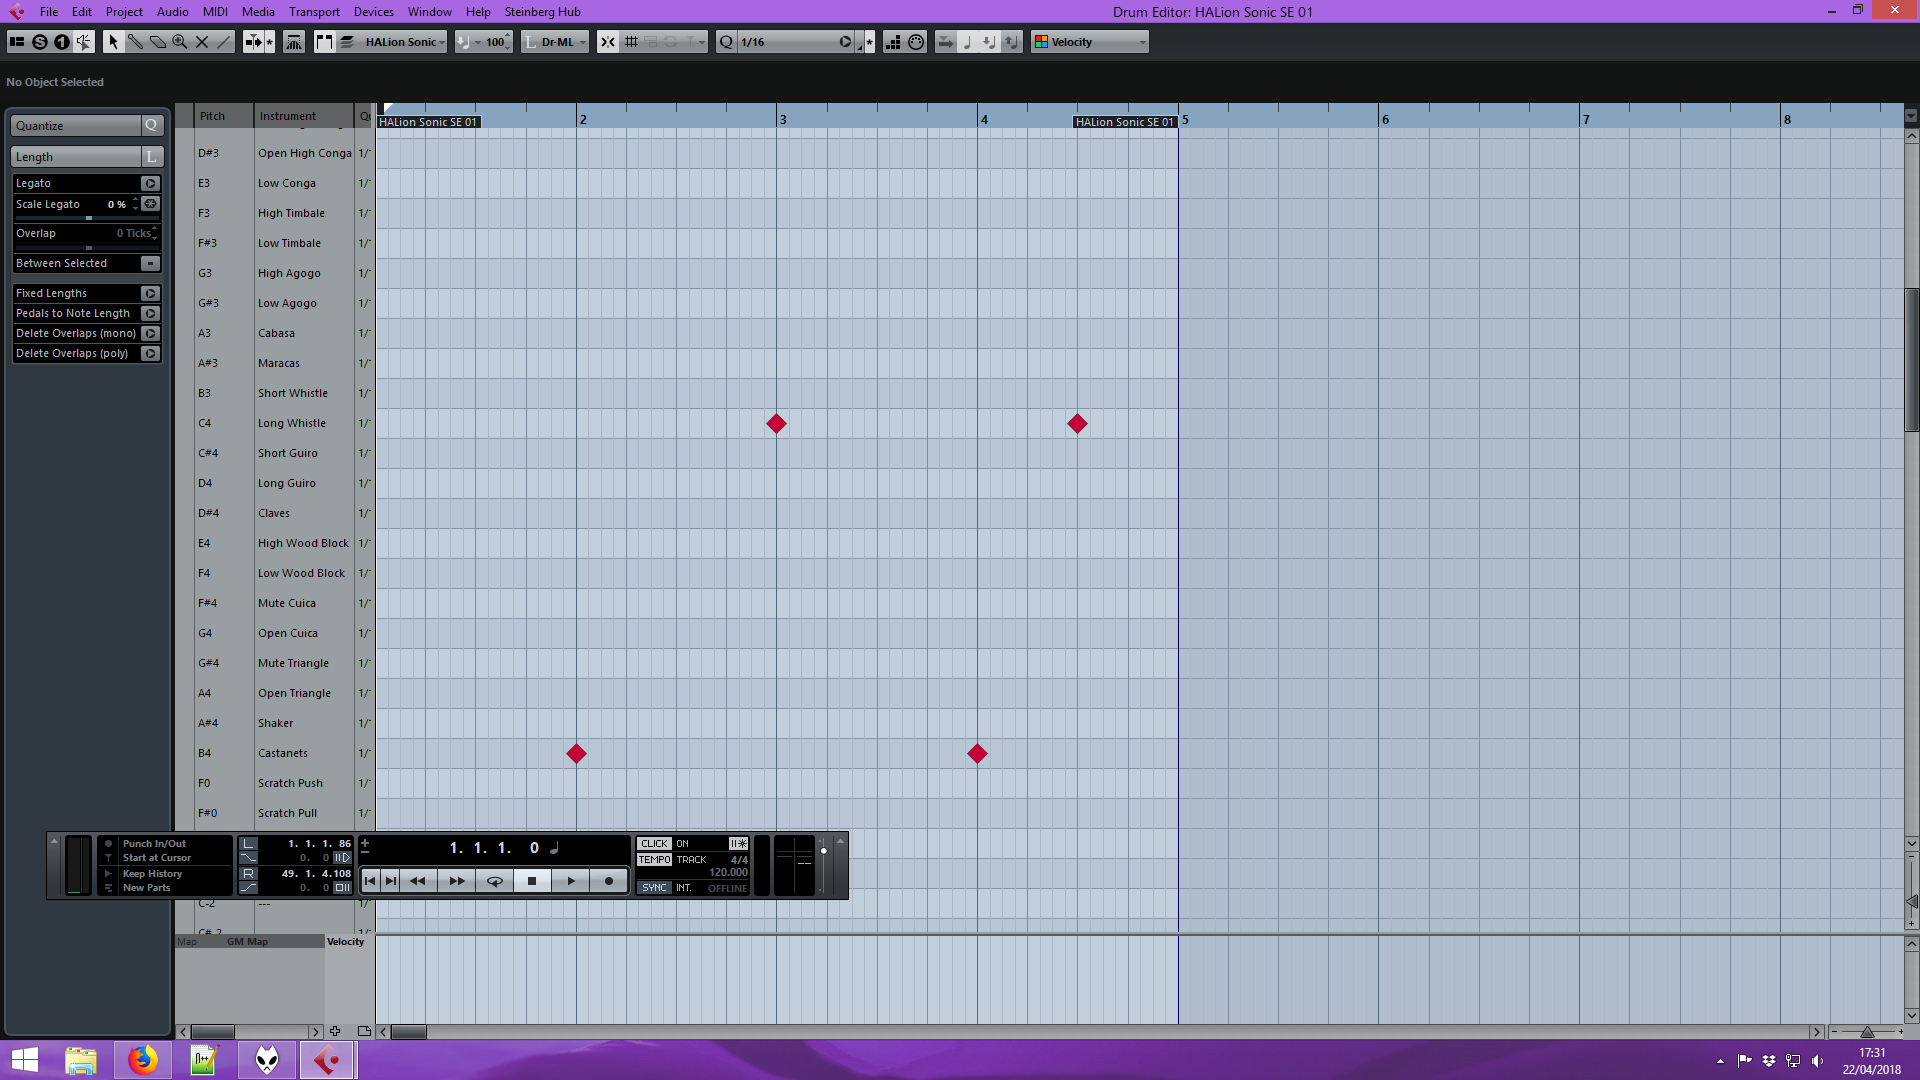 File Edit Project Audio MIDI Media Transport Devices Window Help Steinberg Hub Drum Editor: HALion Sonic SE 01
HALion Sonic 100 L Dr-ML Q 1/16 Velocity
No Object Selected
Quantize Q
Length L
Legato
Scale Legato 0 %
Overlap 0 Ticks
Between Selected
Fixed Lengths
Pedals to Note Length
Delete Overlaps (mono)
Delete Overlaps (poly)
Pitch Instrument
HALion Sonic SE 01 2 3 4 HALion Sonic SE 01 5 6 7 8
D#3 Open High Conga 1/
E3 Low Conga 1/
F3 High Timbale 1/
F#3 Low Timbale 1/
G3 High Agogo 1/
G#3 Low Agogo 1/
A3 Cabasa 1/
A#3 Maracas 1/
B3 Short Whistle 1/
C4 Long Whistle 1/
C#4 Short Guiro 1/
D4 Long Guiro 1/
D#4 Claves 1/
E4 High Wood Block 1/
F4 Low Wood Block 1/
F#4 Mute Cuica 1/
G4 Open Cuica 1/
G#4 Mute Triangle 1/
A4 Open Triangle 1/
A#4 Shaker 1/
B4 Castanets 1/
F0 Scratch Push 1/
F#0 Scratch Pull 1/
Punch In/Out
Start at Cursor
Keep History
New Parts
L 1. 1. 1. 86
0. 0
R 49. 1. 4.108
0. 0
1. 1. 1. 0
CLICK ON
TEMPO TRACK 4/4
120.000
SYNC INT. OFFLINE
C-2 --- 1/
Map GM Map Velocity
17:31
22/04/2018